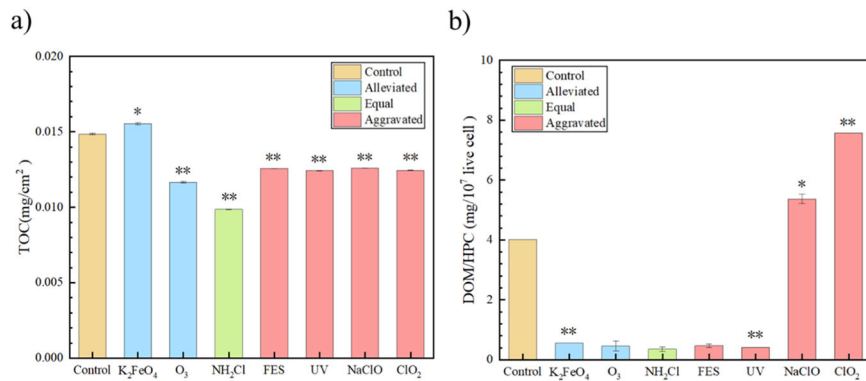 a)
0.020
0.015
0.010
0.005
0.000
TOC(mg/cm²)
Control
Alleviated
Equal
Aggravated
*
**
**
**
**
**
**
Control K₂FeO₄ O₃ NH₂Cl FES UV NaClO ClO₂
b)
10
8
6
4
2
0
DOM/HPC (mg/10⁷ live cell)
Control
Alleviated
Equal
Aggravated
**
**
*
**
Control K₂FeO₄ O₃ NH₂Cl FES UV NaClO ClO₂